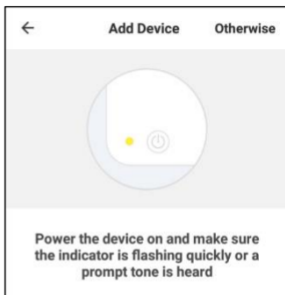 Add Device Otherwise
Power the device on and make sure
the indicator is flashing quickly or a
prompt tone is heard